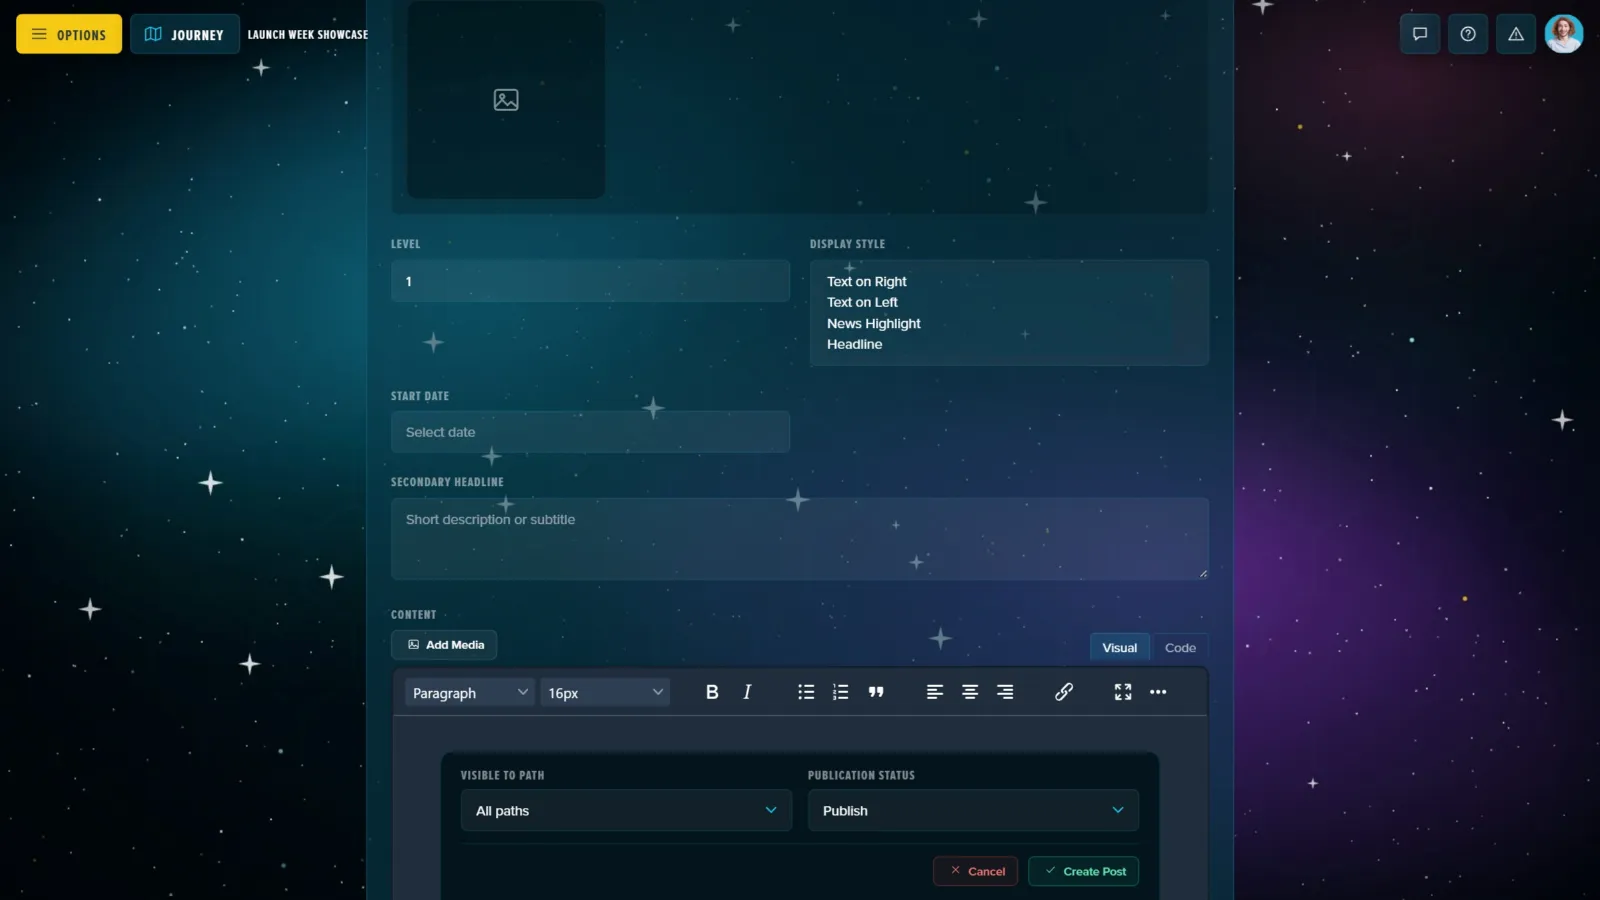 OPTIONS
JOURNEY
LAUNCH WEEK SHOWCASE
LEVEL
1
DISPLAY STYLE
Text on Right
Text on Left
News Highlight
Headline
START DATE
Select date
SECONDARY HEADLINE
Short description or subtitle
CONTENT
Add Media
Visual
Code
Paragraph
16px
B I
VISIBLE TO PATH
All paths
PUBLICATION STATUS
Publish
Cancel
Create Post